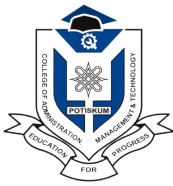 COLLEGE OF ADMINISTRATION,
MANAGEMENT & TECHNOLOGY
POTISKUM
EDUCATION
FOR
PROGRESS